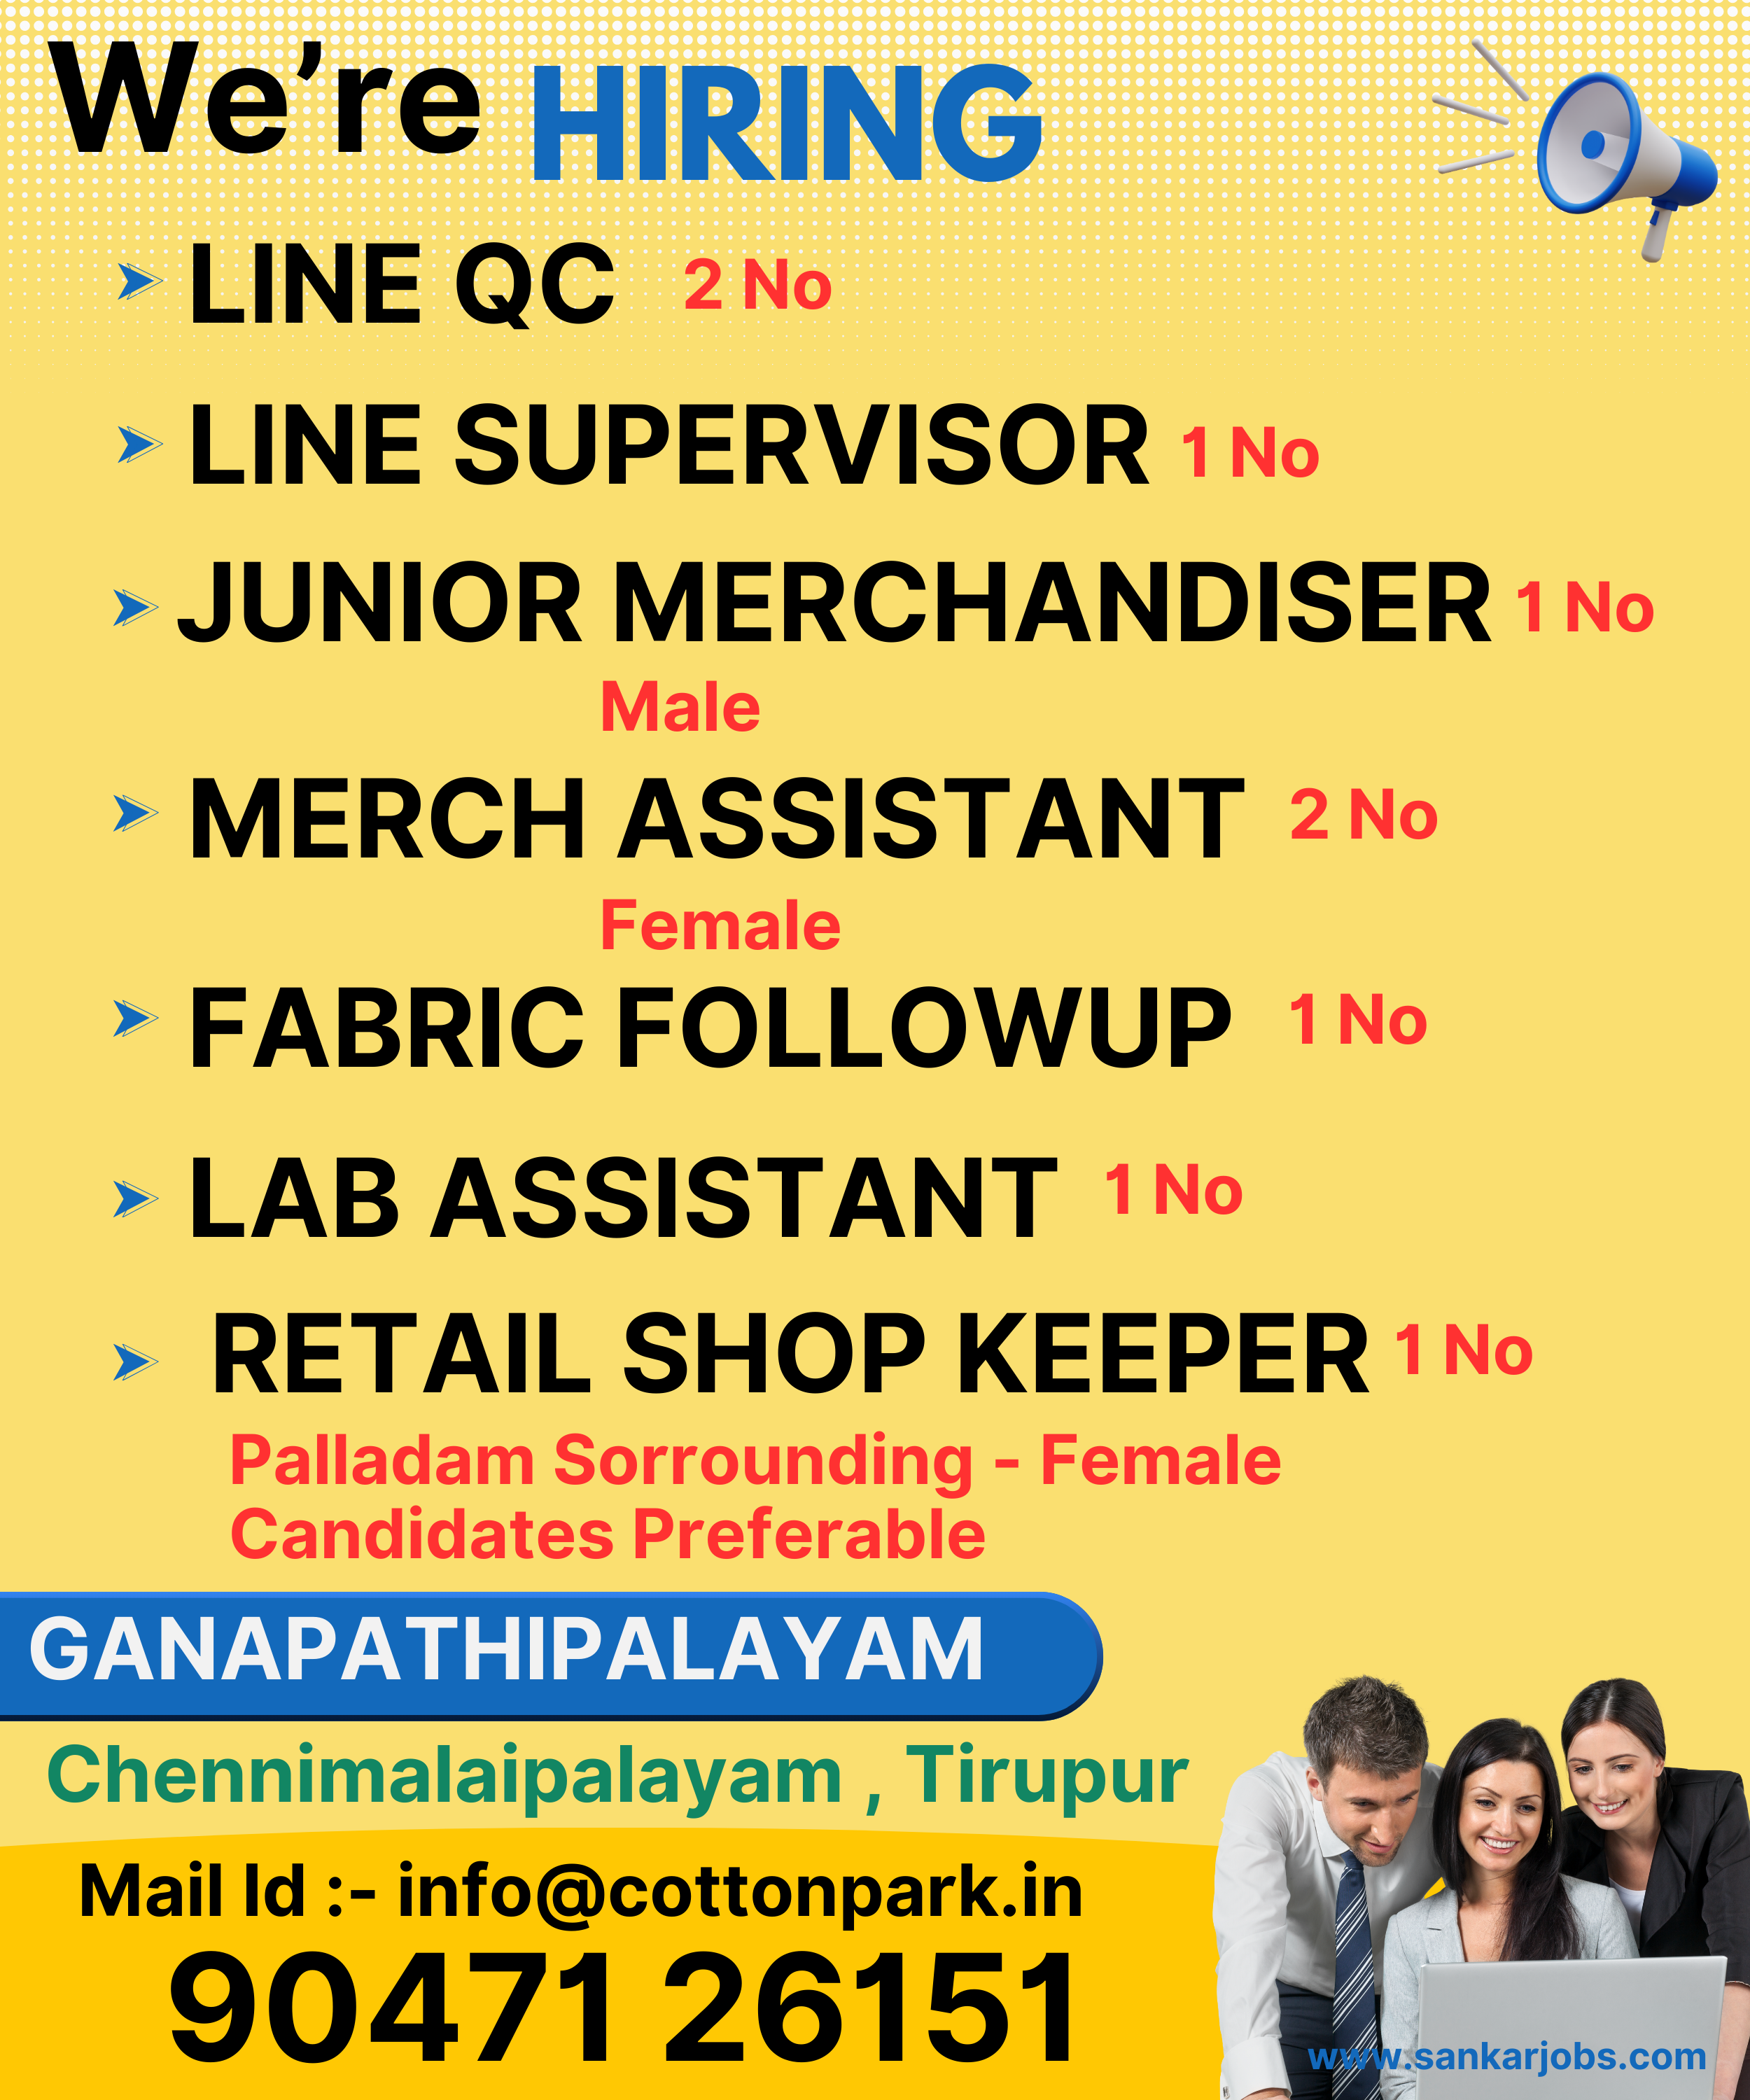 We're HIRING
LINE QC 2 No
LINE SUPERVISOR 1 No
JUNIOR MERCHANDISER 1 No
Male
MERCH ASSISTANT 2 No
Female
FABRIC FOLLOWUP 1 No
LAB ASSISTANT 1 No
RETAIL SHOP KEEPER 1 No
Palladam Sorrounding - Female
Candidates Preferable
GANAPATHIPALAYAM
Chennimalaipalayam , Tirupur
Mail Id :- info@cottonpark.in
90471 26151
www.sankarjobs.com